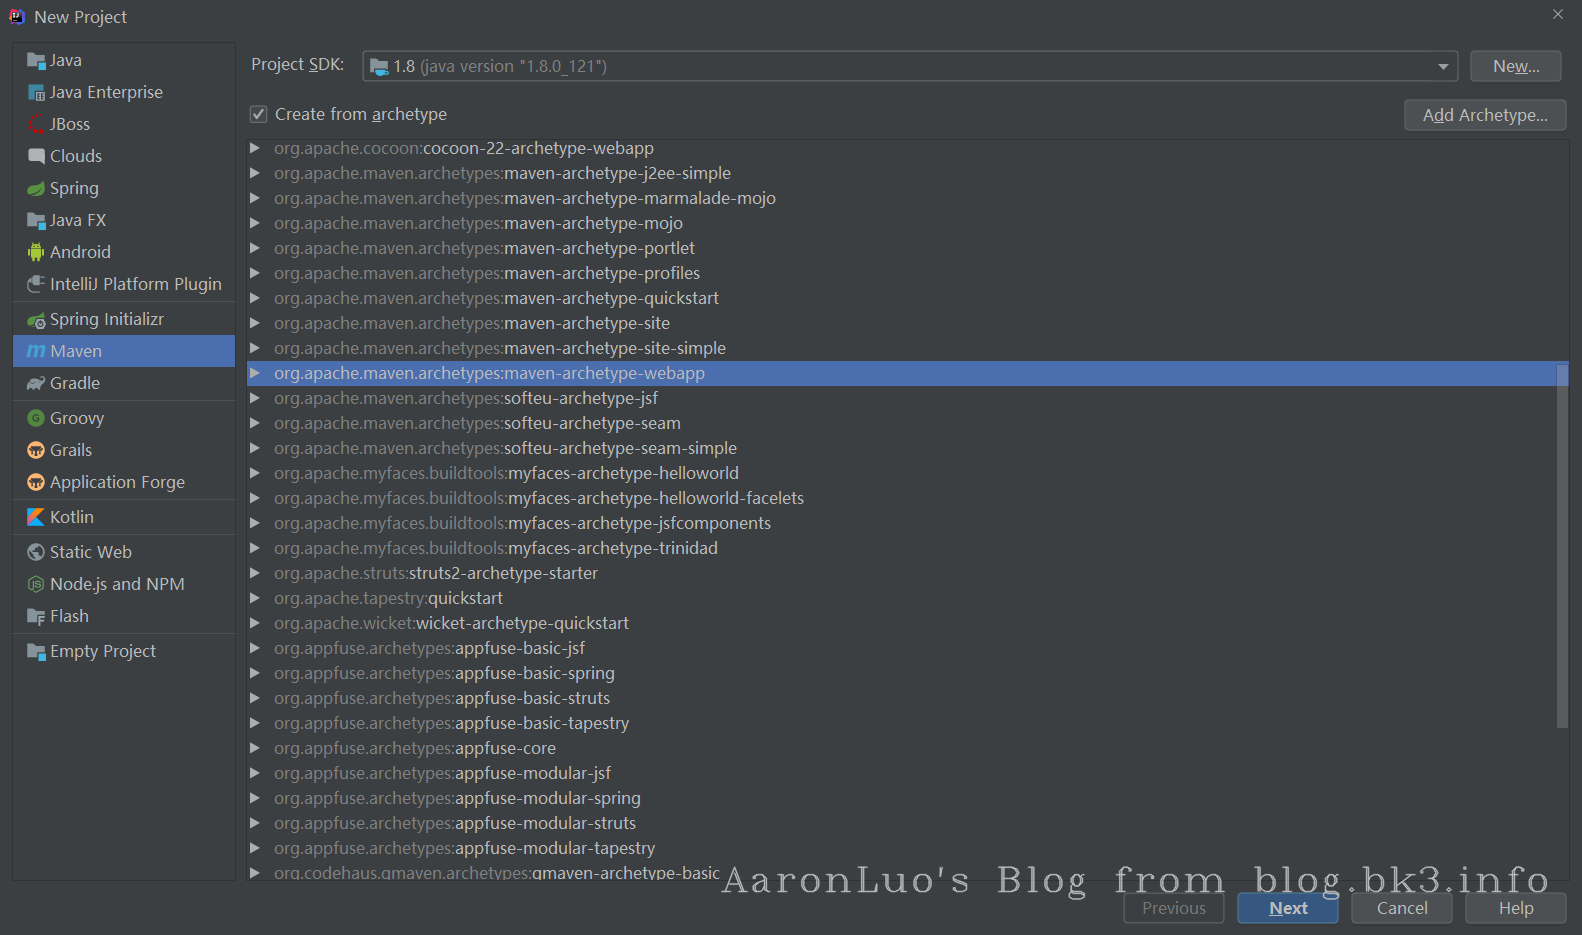 New Project
Java
Java Enterprise
JBoss
Clouds
Spring
Java FX
Android
IntelliJ Platform Plugin
Spring Initializr
Maven
Gradle
Groovy
Grails
Application Forge
Kotlin
Static Web
Node.js and NPM
Flash
Empty Project
Project SDK: 1.8 (java version "1.8.0_121") New...
Create from archetype Add Archetype...
org.apache.cocoon:cocoon-22-archetype-webapp
org.apache.maven.archetypes:maven-archetype-j2ee-simple
org.apache.maven.archetypes:maven-archetype-marmalade-mojo
org.apache.maven.archetypes:maven-archetype-mojo
org.apache.maven.archetypes:maven-archetype-portlet
org.apache.maven.archetypes:maven-archetype-profiles
org.apache.maven.archetypes:maven-archetype-quickstart
org.apache.maven.archetypes:maven-archetype-site
org.apache.maven.archetypes:maven-archetype-site-simple
org.apache.maven.archetypes:maven-archetype-webapp
org.apache.maven.archetypes:softeu-archetype-jsf
org.apache.maven.archetypes:softeu-archetype-seam
org.apache.maven.archetypes:softeu-archetype-seam-simple
org.apache.myfaces.buildtools:myfaces-archetype-helloworld
org.apache.myfaces.buildtools:myfaces-archetype-helloworld-facelets
org.apache.myfaces.buildtools:myfaces-archetype-jsfcomponents
org.apache.myfaces.buildtools:myfaces-archetype-trinidad
org.apache.struts:struts2-archetype-starter
org.apache.tapestry:quickstart
org.apache.wicket:wicket-archetype-quickstart
org.appfuse.archetypes:appfuse-basic-jsf
org.appfuse.archetypes:appfuse-basic-spring
org.appfuse.archetypes:appfuse-basic-struts
org.appfuse.archetypes:appfuse-basic-tapestry
org.appfuse.archetypes:appfuse-core
org.appfuse.archetypes:appfuse-modular-jsf
org.appfuse.archetypes:appfuse-modular-spring
org.appfuse.archetypes:appfuse-modular-struts
org.appfuse.archetypes:appfuse-modular-tapestry
org.codehaus.gmaven.archetypes:gmaven-archetype-basic
AaronLuo's Blog from blog.bk3.info
Previous Next Cancel Help